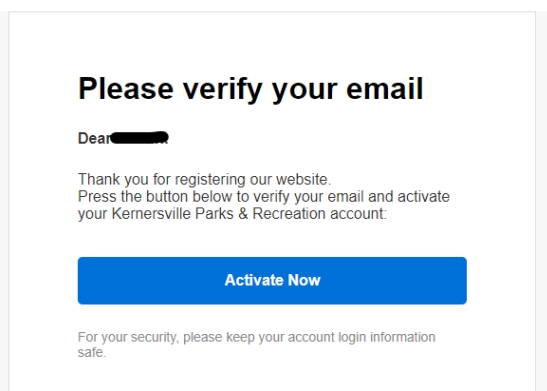 Please verify your email
Dear
Thank you for registering our website.
Press the button below to verify your email and activate
your Kernersville Parks & Recreation account:
Activate Now
For your security, please keep your account login information
safe.